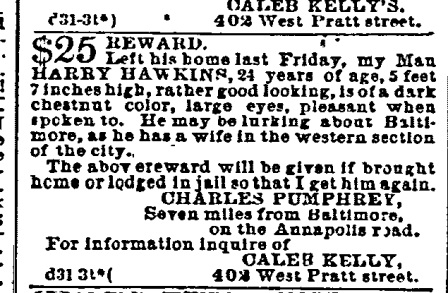 CALEB KELLY'S.
d31-3t*) 402 West Pratt street.
$25 REWARD.
Left his home last Friday, my Man
HARRY HAWKINS, 24 years of age, 5 feet
7 inches high, rather good looking, is of a dark
chestnut color, large eyes, pleasant when
spoken to. He may be lurking about Balti-
more, as he has a wife in the western section
of the city.
The abov ereward will be given if brought
home or lodged in jail so that I get him again.
CHARLES PUMPHREY,
Seven miles from Baltimore,
on the Annapolis road.
For information inquire of
CALEB KELLY,
d31 3t*( 402 West Pratt street.